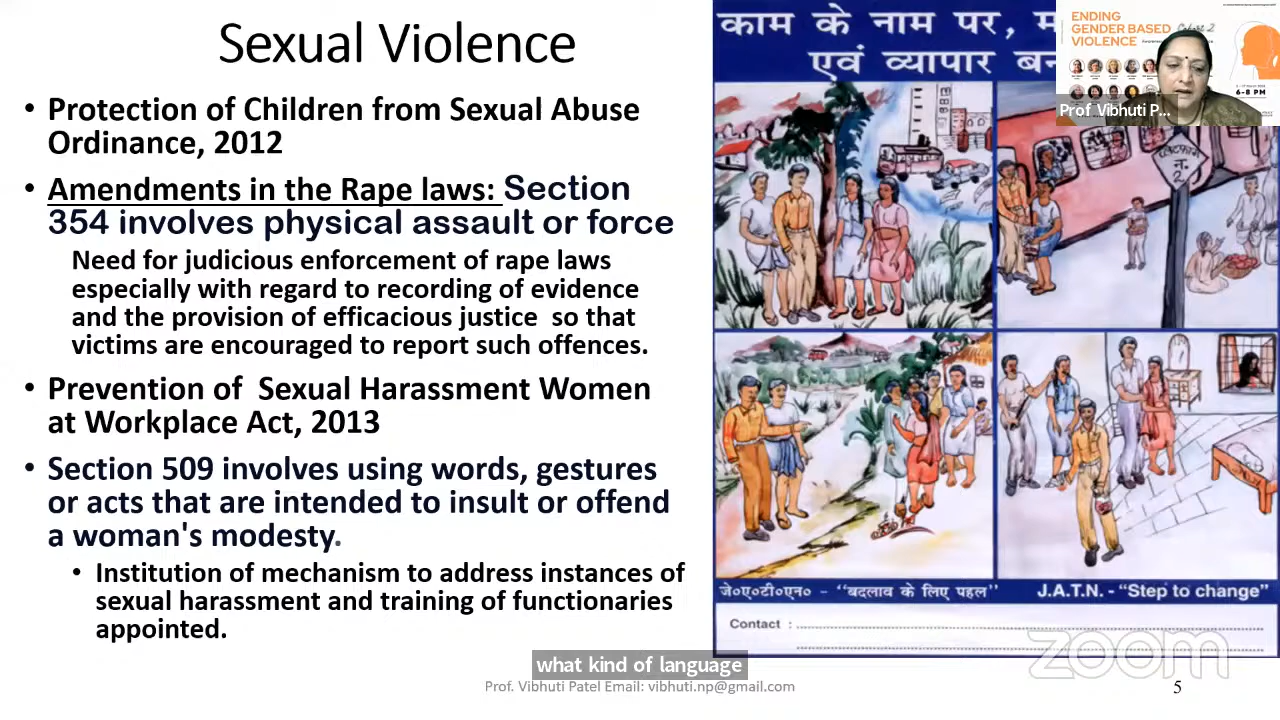 Sexual Violence
• Protection of Children from Sexual Abuse
Ordinance, 2012
• Amendments in the Rape laws: Section
354 involves physical assault or force
Need for judicious enforcement of rape laws
especially with regard to recording of evidence
and the provision of efficacious justice so that
victims are encouraged to report such offences.
• Prevention of Sexual Harassment Women
at Workplace Act, 2013
• Section 509 involves using words, gestures
or acts that are intended to insult or offend
a woman's modesty.
• Institution of mechanism to address instances of
sexual harassment and training of functionaries
appointed.
काम के नाम पर,
एवं व्यापार
न.
2
जे०ए०टी०एन० - “बदलाव के लिए पहल” J.A.T.N. - “Step to change”
Contact :
ENDING
GENDER BASED
VIOLENCE
6-8 PM
Prof Vibhuti P...
zoom
what kind of language
Prof. Vibhuti Patel Email: vibhuti.np@gmail.com
5